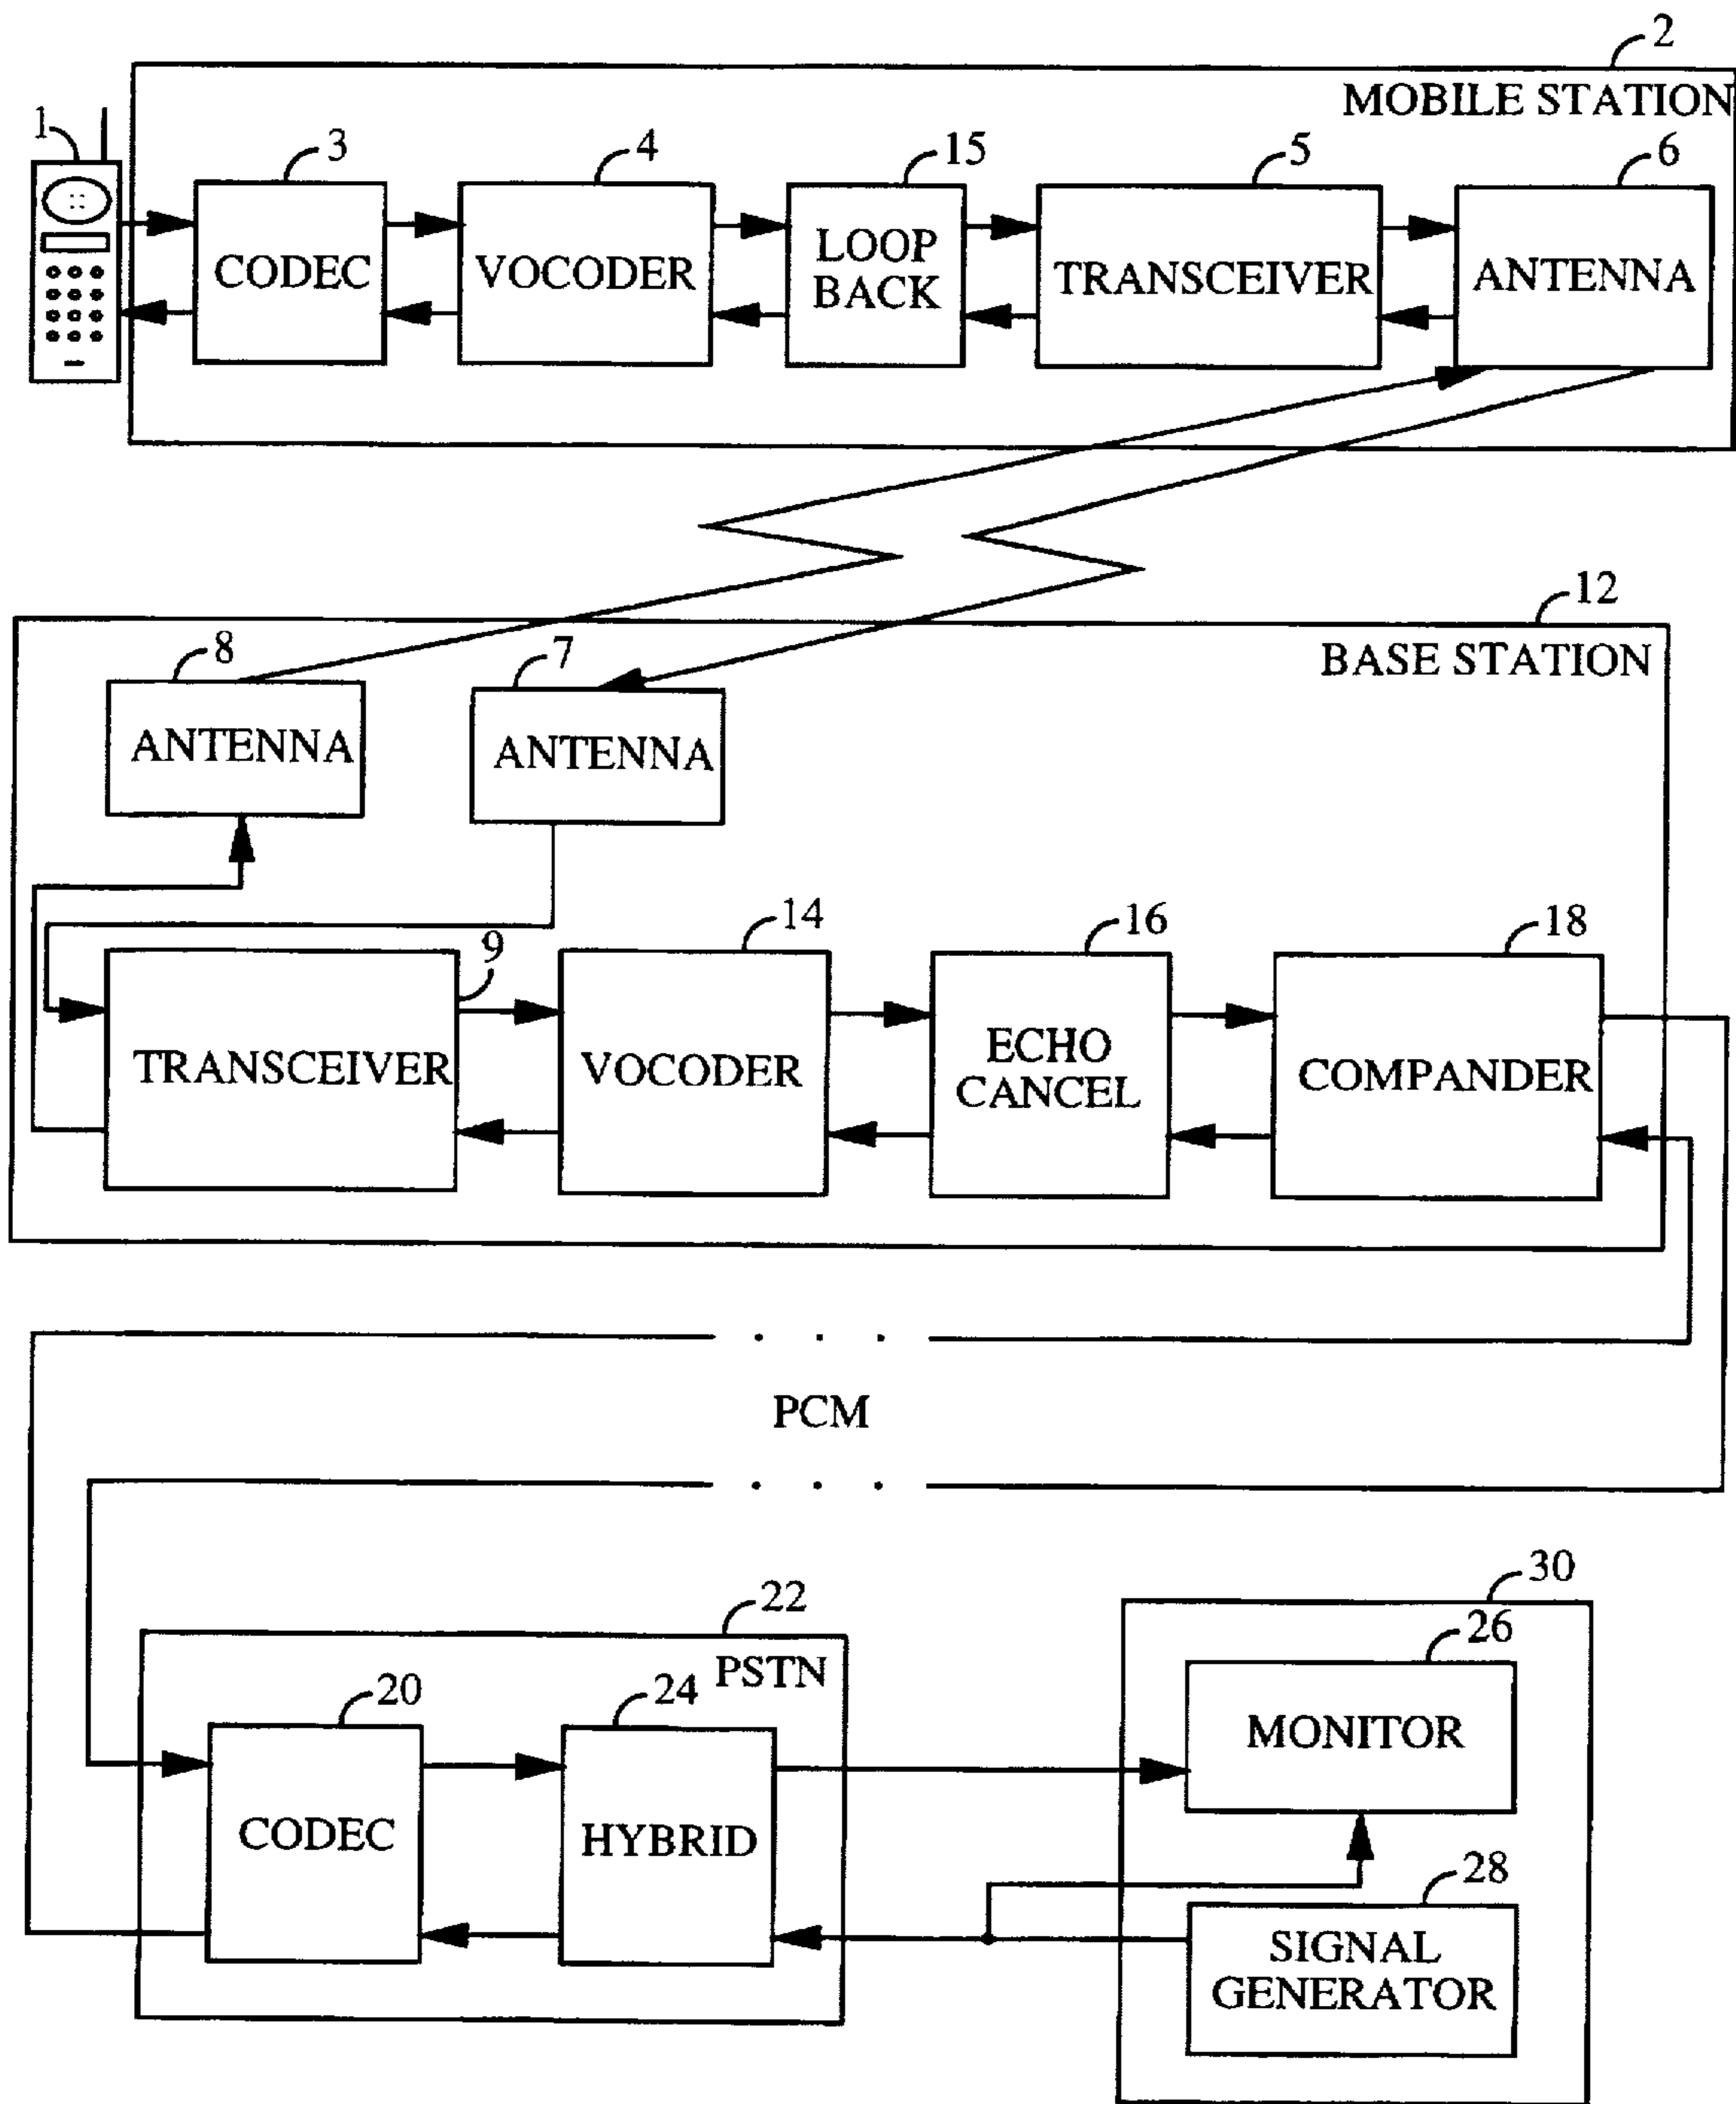 2
MOBILE STATION
1
3
4
15
5
6
CODEC
VOCODER
LOOP
BACK
TRANSCEIVER
ANTENNA
12
BASE STATION
8
7
ANTENNA
ANTENNA
9
14
16
18
TRANSCEIVER
VOCODER
ECHO
CANCEL
COMPANDER
. . .
PCM
. . .
22
PSTN
20
24
CODEC
HYBRID
30
26
MONITOR
28
SIGNAL
GENERATOR